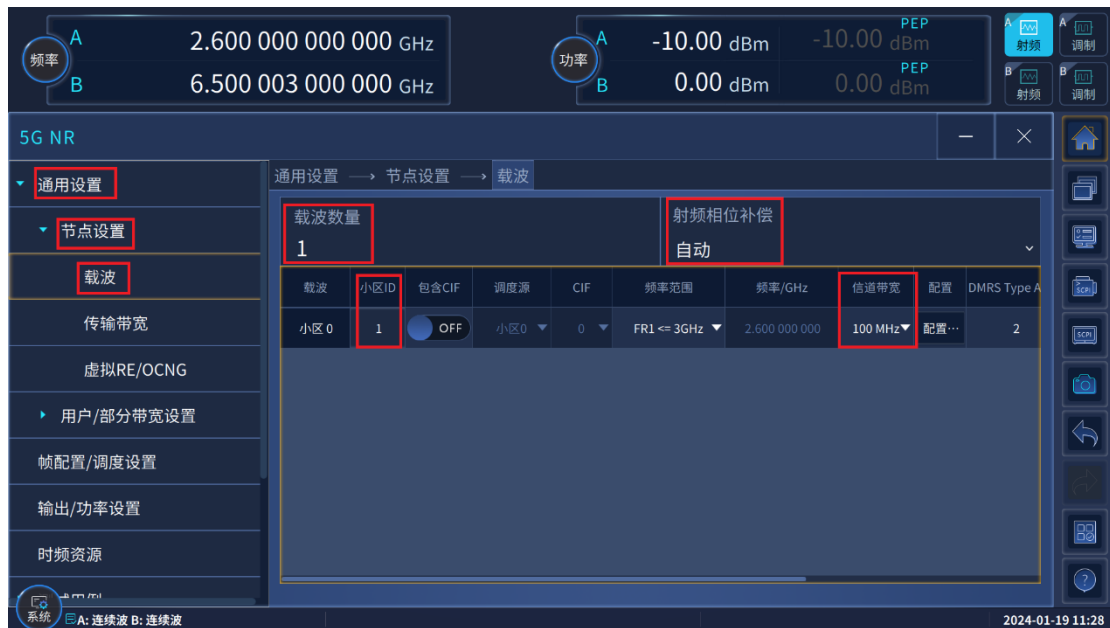 频率
A 2.600 000 000 000 GHz
B 6.500 003 000 000 GHz
功率
A -10.00 dBm PEP -10.00 dBm
B 0.00 dBm PEP 0.00 dBm
A 射频
A 调制
B 射频
B 调制
5G NR
通用设置
节点设置
载波
传输带宽
虚拟RE/OCNG
用户/部分带宽设置
帧配置/调度设置
输出/功率设置
时频资源
通用设置 → 节点设置 → 载波
载波数量
1
射频相位补偿
自动
载波 小区ID 包含CIF 调度源 CIF 频率范围 频率/GHz 信道带宽 配置 DMRS Type A
小区 0 1 OFF 小区0 0 FR1 <= 3GHz 2.600 000 000 100 MHz 配置… 2
SCPI
SCPI
系统
A: 连续波 B: 连续波
2024-01-19 11:28